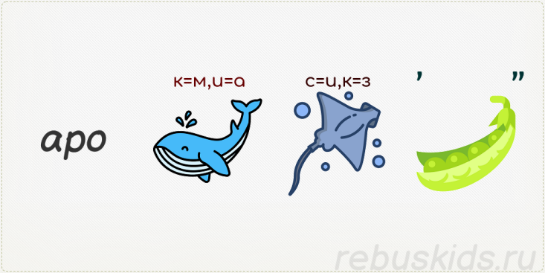 к=м,и=а с=и,к=з , ,,
аро
rebuskids.ru